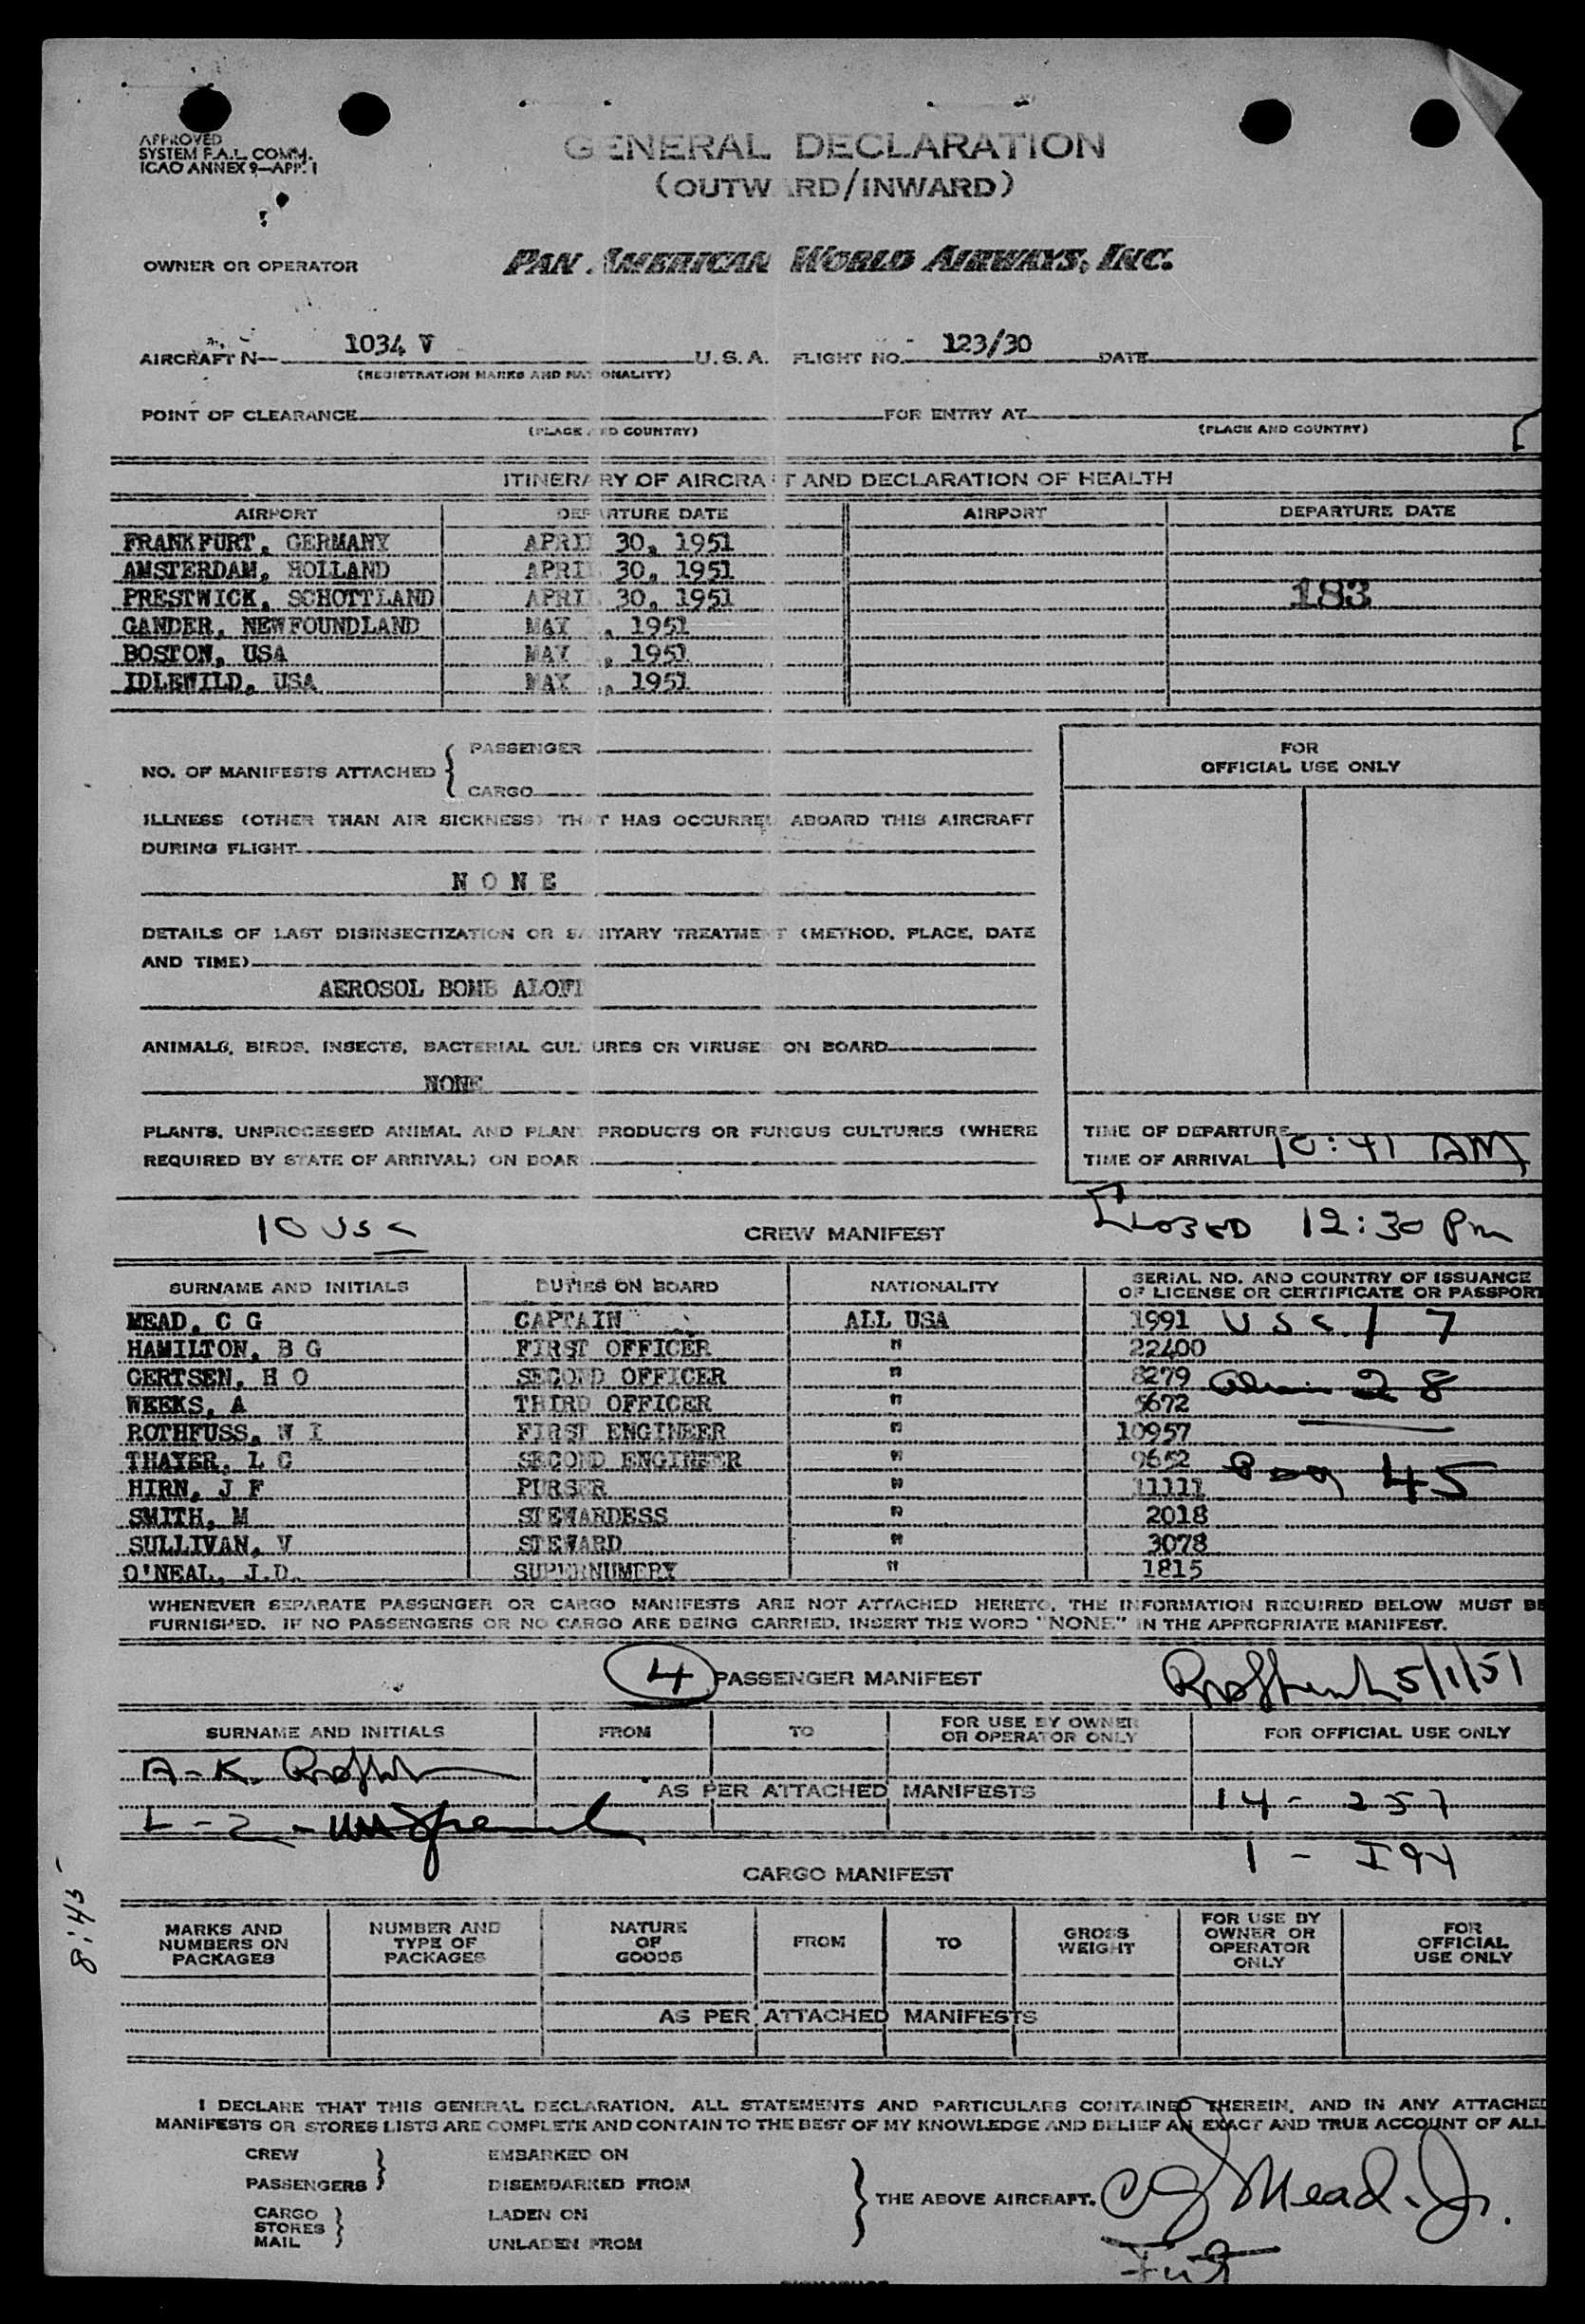 APPROVED
SYSTEM F.A.L. COMM.
ICAO ANNEX 9—APP. 1
GENERAL DECLARATION
(OUTWARD/INWARD)
OWNER OR OPERATOR PAN AMERICAN WORLD AIRWAYS, INC.
AIRCRAFT N— 1034 V U.S.A. FLIGHT NO. 123/30 DATE
(REGISTRATION MARKS AND NATIONALITY)
POINT OF CLEARANCE FOR ENTRY AT
(PLACE AND COUNTRY) (PLACE AND COUNTRY)
ITINERARY OF AIRCRAFT AND DECLARATION OF HEALTH
AIRPORT DEPARTURE DATE AIRPORT DEPARTURE DATE
FRANKFURT, GERMANY APRIL 30, 1951
AMSTERDAM, HOLLAND APRIL 30, 1951
PRESTWICK, SCHOTTLAND APRIL 30, 1951 183
GANDER, NEWFOUNDLAND MAY , 1951
BOSTON, USA MAY , 1951
IDLEWILD, USA MAY , 1951
NO. OF MANIFESTS ATTACHED { PASSENGER
CARGO
FOR
OFFICIAL USE ONLY
ILLNESS (OTHER THAN AIR SICKNESS) THAT HAS OCCURRED ABOARD THIS AIRCRAFT
DURING FLIGHT
N O N E
DETAILS OF LAST DISINSECTIZATION OR SANITARY TREATMENT (METHOD, PLACE, DATE
AND TIME)
AEROSOL BOMB ALOFT
ANIMALS, BIRDS, INSECTS, BACTERIAL CULTURES OR VIRUSES ON BOARD
NONE
PLANTS, UNPROCESSED ANIMAL AND PLANT PRODUCTS OR FUNGUS CULTURES (WHERE
REQUIRED BY STATE OF ARRIVAL) ON BOARD
TIME OF DEPARTURE
TIME OF ARRIVAL 10:41 AM
10 USC CREW MANIFEST CLOSED 12:30 Pm
SURNAME AND INITIALS DUTIES ON BOARD NATIONALITY SERIAL NO. AND COUNTRY OF ISSUANCE
OF LICENSE OR CERTIFICATE OR PASSPORT
MEAD, C G CAPTAIN ALL USA 1991 USC 17
HAMILTON, B G FIRST OFFICER " 22400
GERTSEN, H O SECOND OFFICER " 8279 28
WEEKS, A THIRD OFFICER " 5672
ROTHFUSS, W I FIRST ENGINEER " 10957
THAYER, L C SECOND ENGINEER " 9652 45
HIRN, J F PURSER " 11111
SMITH, M STEWARDESS " 2018
SULLIVAN, V STEWARD " 3078
O'NEAL, J.D. SUPERNUMERY " 1815
WHENEVER SEPARATE PASSENGER OR CARGO MANIFESTS ARE NOT ATTACHED HERETO, THE INFORMATION REQUIRED BELOW MUST BE
FURNISHED. IF NO PASSENGERS OR NO CARGO ARE BEING CARRIED, INSERT THE WORD "NONE" IN THE APPROPRIATE MANIFEST.
4 PASSENGER MANIFEST 5/1/51
SURNAME AND INITIALS FROM TO FOR USE BY OWNER
OR OPERATOR ONLY FOR OFFICIAL USE ONLY
A-K
AS PER ATTACHED MANIFESTS 14 - 257
L-Z -
1 - I94
CARGO MANIFEST
8:45
MARKS AND
NUMBERS ON
PACKAGES
NUMBER AND
TYPE OF
PACKAGES
NATURE
OF
GOODS
FROM TO
GROSS
WEIGHT
FOR USE BY
OWNER OR
OPERATOR
ONLY
FOR
OFFICIAL
USE ONLY
AS PER ATTACHED MANIFESTS
I DECLARE THAT THIS GENERAL DECLARATION, ALL STATEMENTS AND PARTICULARS CONTAINED THEREIN, AND IN ANY ATTACHED
MANIFESTS OR STORES LISTS ARE COMPLETE AND CONTAIN TO THE BEST OF MY KNOWLEDGE AND BELIEF AN EXACT AND TRUE ACCOUNT OF ALL
CREW EMBARKED ON
PASSENGERS DISEMBARKED FROM
THE ABOVE AIRCRAFT. CG Mead. Jr.
CARGO LADEN ON
STORES
MAIL UNLADEN FROM